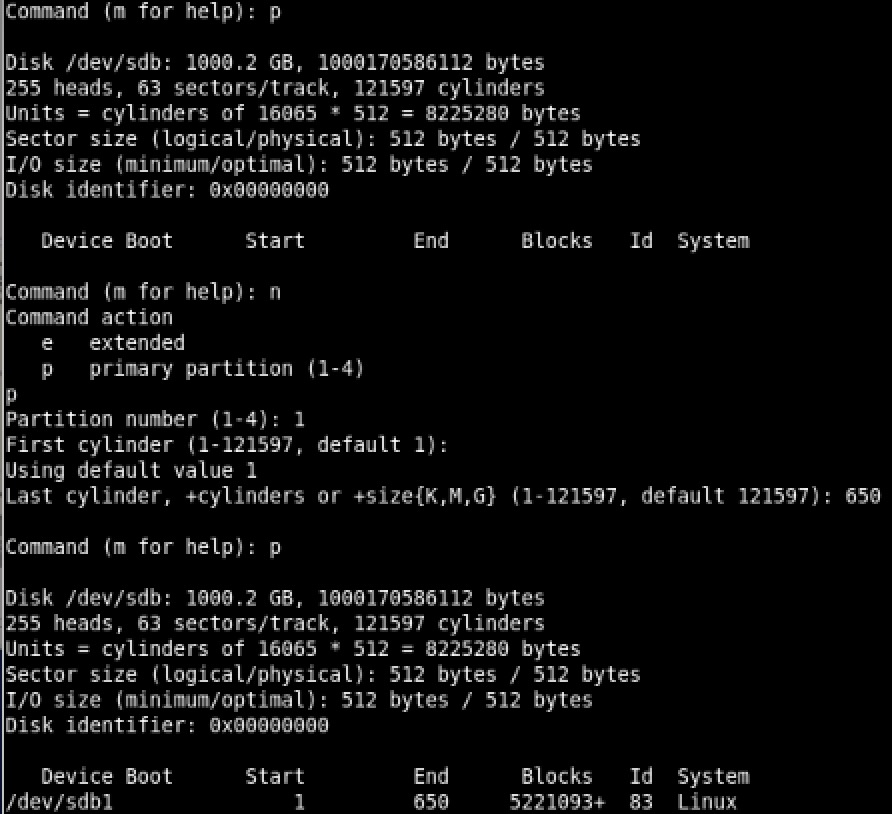 Command (m for help): p
Disk /dev/sdb: 1000.2 GB, 1000170586112 bytes
255 heads, 63 sectors/track, 121597 cylinders
Units = cylinders of 16065 * 512 = 8225280 bytes
Sector size (logical/physical): 512 bytes / 512 bytes
I/O size (minimum/optimal): 512 bytes / 512 bytes
Disk identifier: 0x00000000
   Device Boot      Start         End      Blocks   Id  System
Command (m for help): n
Command action
   e   extended
   p   primary partition (1-4)
p
Partition number (1-4): 1
First cylinder (1-121597, default 1):
Using default value 1
Last cylinder, +cylinders or +size{K,M,G} (1-121597, default 121597): 650
Command (m for help): p
Disk /dev/sdb: 1000.2 GB, 1000170586112 bytes
255 heads, 63 sectors/track, 121597 cylinders
Units = cylinders of 16065 * 512 = 8225280 bytes
Sector size (logical/physical): 512 bytes / 512 bytes
I/O size (minimum/optimal): 512 bytes / 512 bytes
Disk identifier: 0x00000000
   Device Boot      Start         End      Blocks   Id  System
/dev/sdb1               1         650     5221093+  83  Linux